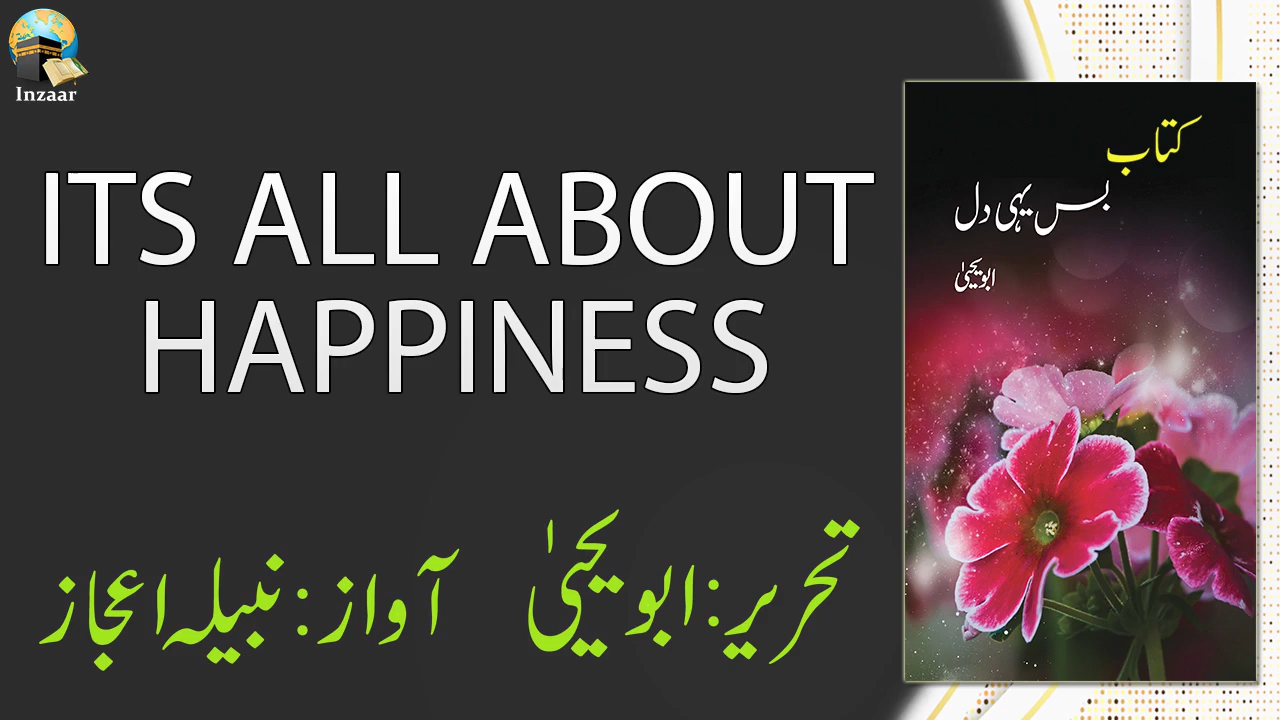 Inzaar
ITS ALL ABOUT
HAPPINESS
تحریر: ابویحییٰ آواز: نبیلہ اعجاز
کتاب
بس یہی دل
ابویحییٰ